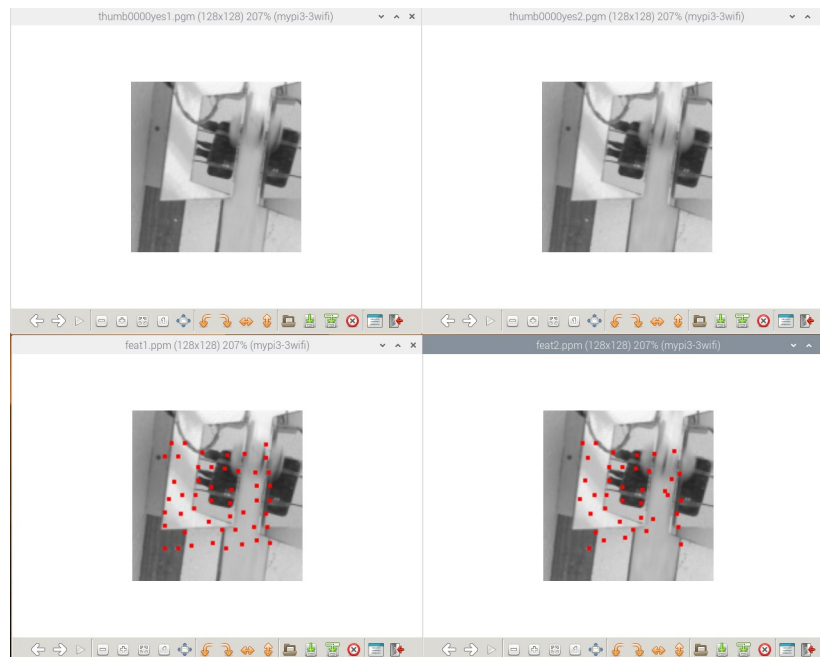 thumb0000yes1.pgm (128x128) 207% (mypi3-3wifi)
thumb0000yes2.pgm (128x128) 207% (mypi3-3wifi)
feat1.ppm (128x128) 207% (mypi3-3wifi)
feat2.ppm (128x128) 207% (mypi3-3wifi)